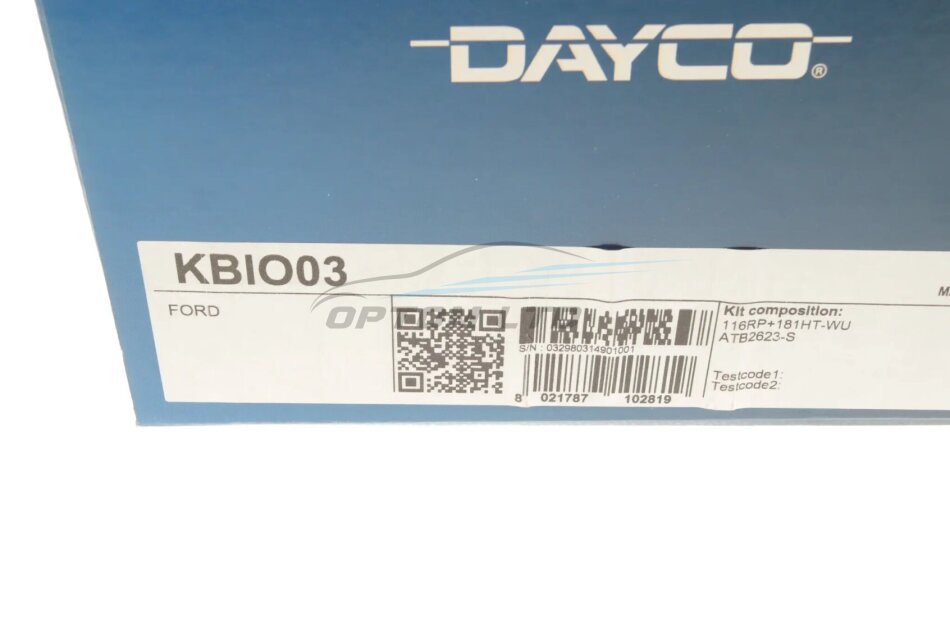 DAYCO®
KBIO03
FORD
Kit composition:
116RP+181HT-WU
ATB2623-S
S/N : 032980314901001
Testcode1:
Testcode2:
8 021787 102819